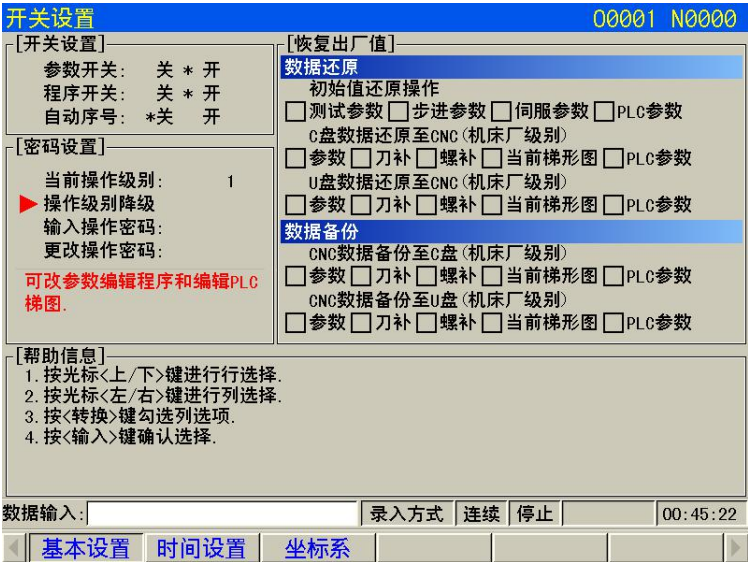 开关设置 O0001 N0000
[开关设置]
参数开关: 关 * 开
程序开关: 关 * 开
自动序号: *关 开
[密码设置]
当前操作级别: 1
操作级别降级
输入操作密码:
更改操作密码:
可改参数编辑程序和编辑PLC
梯图.
[恢复出厂值]
数据还原
初始值还原操作
测试参数 步进参数 伺服参数 PLC参数
C盘数据还原至CNC(机床厂级别)
参数 刀补 螺补 当前梯形图 PLC参数
U盘数据还原至CNC(机床厂级别)
参数 刀补 螺补 当前梯形图 PLC参数
数据备份
CNC数据备份至C盘(机床厂级别)
参数 刀补 螺补 当前梯形图 PLC参数
CNC数据备份至U盘(机床厂级别)
参数 刀补 螺补 当前梯形图 PLC参数
[帮助信息]
1.按光标<上/下>键进行行选择.
2.按光标<左/右>键进行列选择.
3.按<转换>键勾选列选项.
4.按<输入>键确认选择.
数据输入: 录入方式 连续 停止 00:45:22
基本设置 时间设置 坐标系